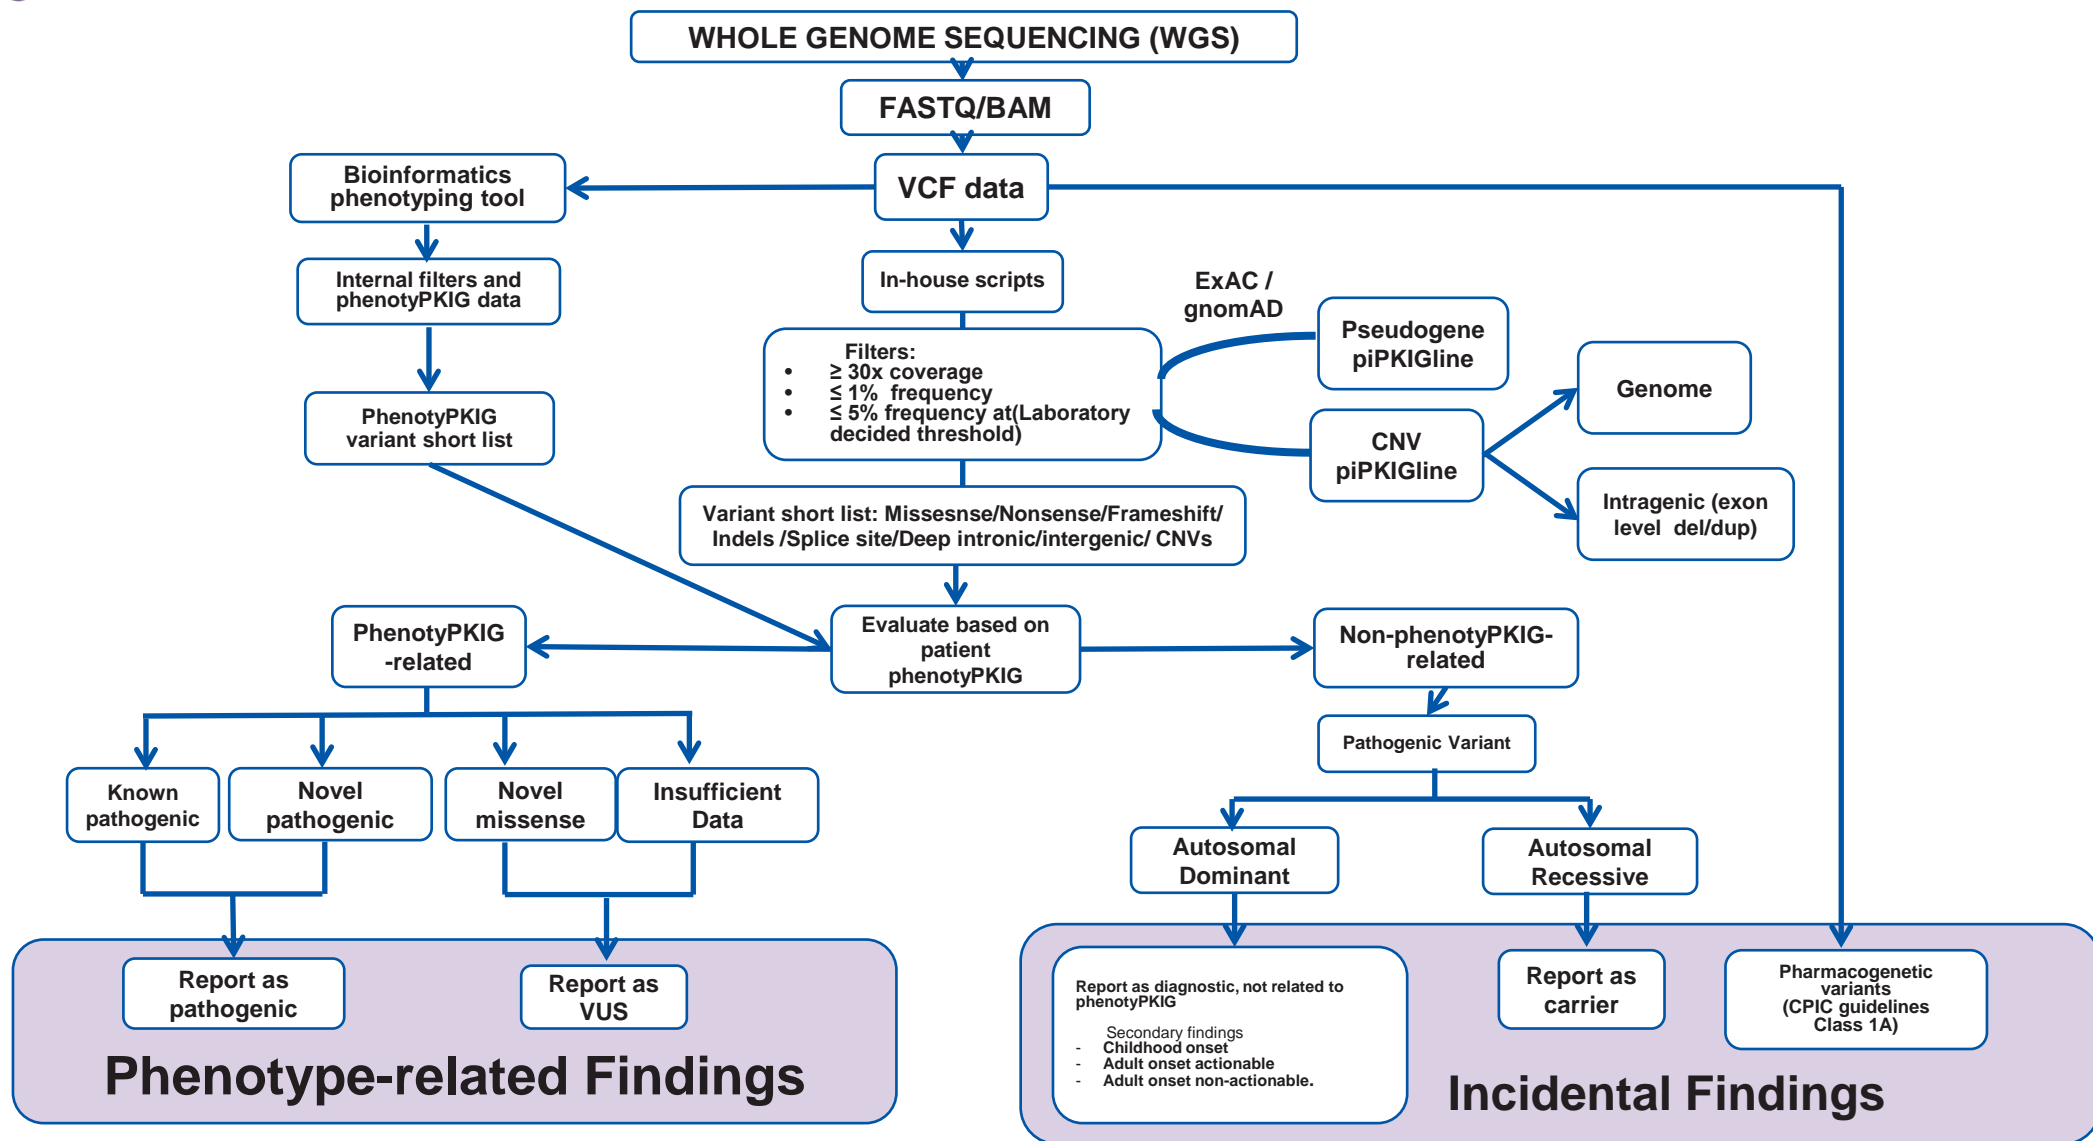 WHOLE GENOME SEQUENCING (WGS)
FASTQ/BAM
Bioinformatics
phenotyping tool
VCF data
Internal filters and
phenotyPKIG data
In-house scripts
ExAC /
gnomAD
Pseudogene
piPKIGline
Filters:
• ≥ 30x coverage
• ≤ 1% frequency
• ≤ 5% frequency at(Laboratory
decided threshold)
Genome
PhenotyPKIG
variant short list
CNV
piPKIGline
Intragenic (exon
level del/dup)
Variant short list: Missesnse/Nonsense/Frameshift/
Indels /Splice site/Deep intronic/intergenic/ CNVs
PhenotyPKIG
-related
Evaluate based on
patient
phenotyPKIG
Non-phenotyPKIG-
related
Pathogenic Variant
Known
pathogenic
Novel
pathogenic
Novel
missense
Insufficient
Data
Autosomal
Dominant
Autosomal
Recessive
Report as
pathogenic
Report as
VUS
Report as diagnostic, not related to
phenotyPKIG
Secondary findings
- Childhood onset
- Adult onset actionable
- Adult onset non-actionable.
Report as
carrier
Pharmacogenetic
variants
(CPIC guidelines
Class 1A)
Phenotype-related Findings
Incidental Findings